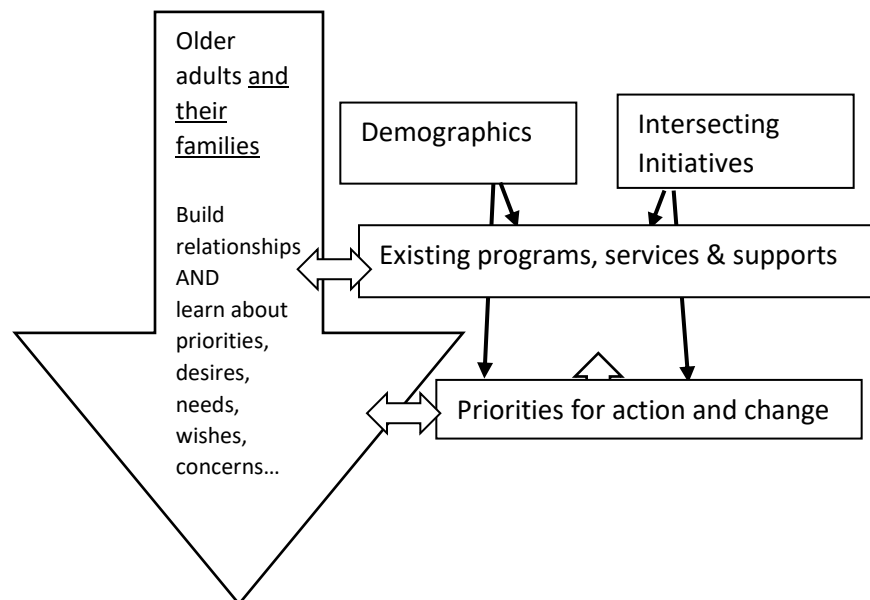 Older
adults and
their
families
Build
relationships
AND
learn about
priorities,
desires,
needs,
wishes,
concerns…
Demographics
Intersecting
Initiatives
Existing programs, services & supports
Priorities for action and change